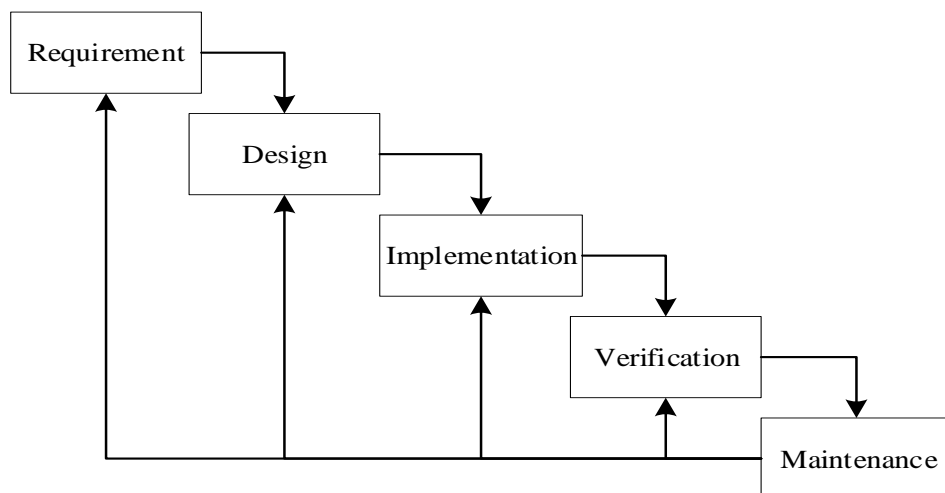 Requirement
Design
Implementation
Verification
Maintenance